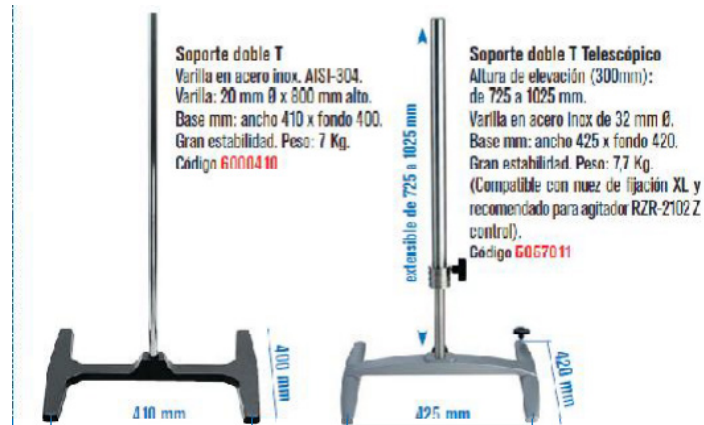 Soporte doble T
Varilla en acero inox. AISI-304.
Varilla: 20 mm Ø x 800 mm alto.
Base mm: ancho 410 x fondo 400.
Gran estabilidad. Peso: 7 Kg.
Código 6000410
400 mm
410 mm
Soporte doble T Telescópico
Altura de elevación (300mm):
de 725 a 1025 mm.
Varilla en acero Inox de 32 mm Ø.
Base mm: ancho 425 x fondo 420.
Gran estabilidad. Peso: 7,7 Kg.
(Compatible con nuez de fijación XL y
recomendado para agitador RZR-2102 Z
control).
Código 6057011
extensible de 725 a 1025 mm
420 mm
425 mm